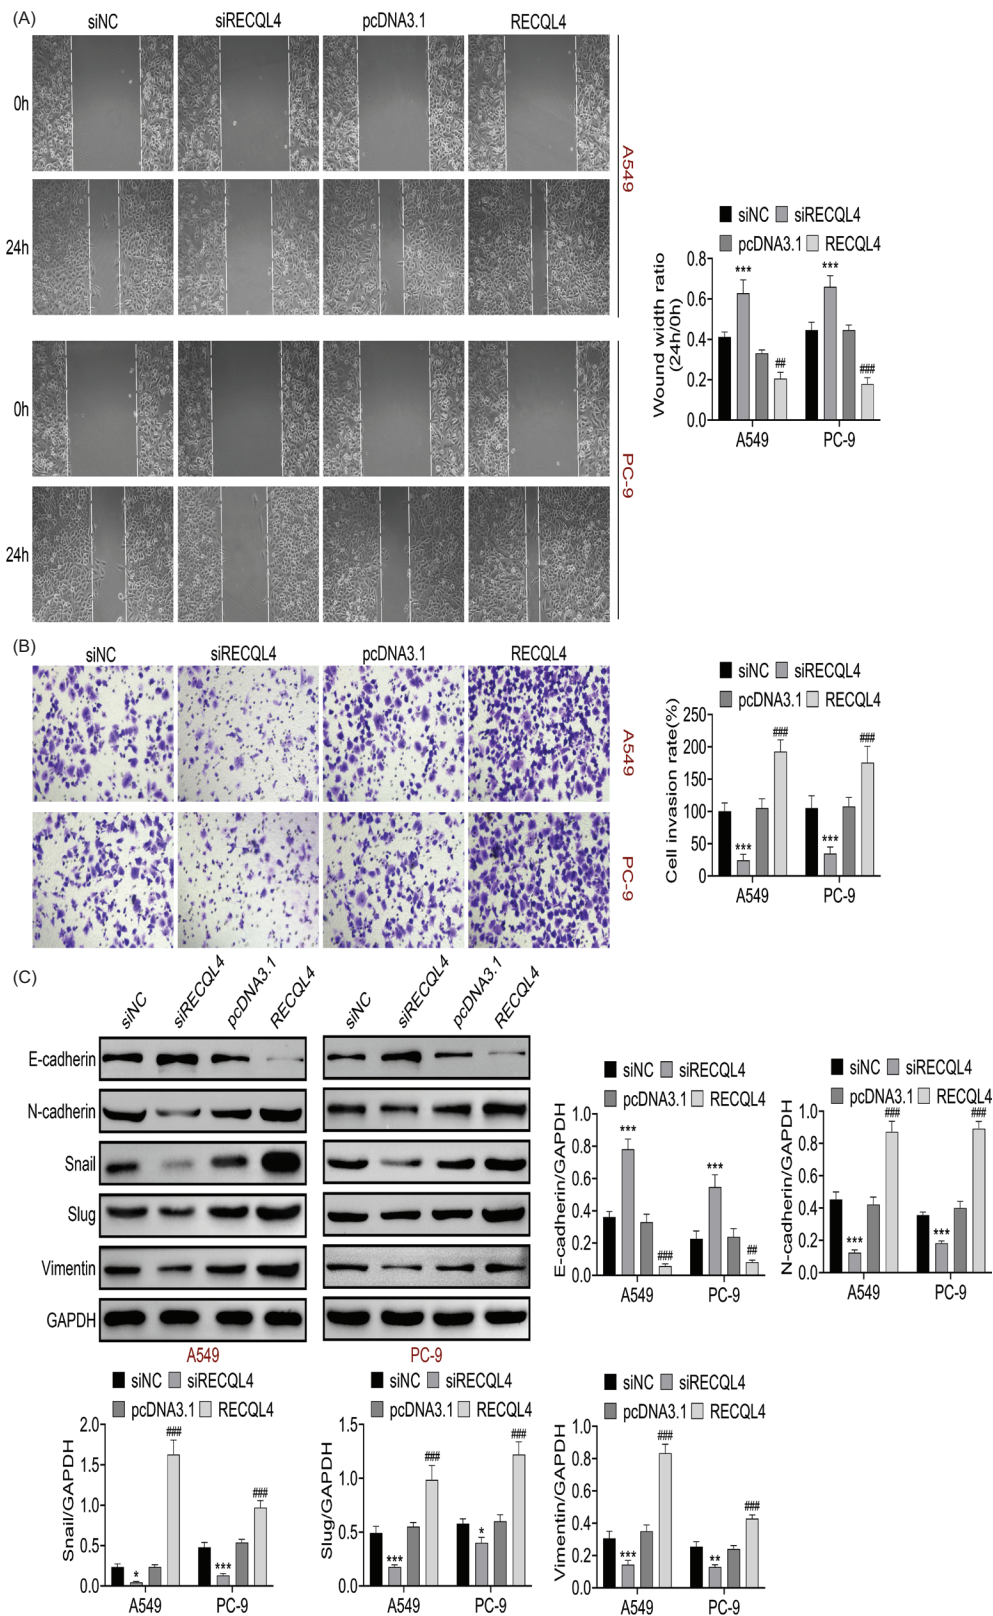 (A)
siNC siRECQL4 pcDNA3.1 RECQL4
0h
A549
24h
0h
PC-9
24h
siNC siRECQL4
pcDNA3.1 RECQL4
Wound width ratio
(24h/0h)
0.8
0.6
0.4
0.2
0.0
*** ## *** ###
A549 PC-9
(B)
siNC siRECQL4 pcDNA3.1 RECQL4
A549
PC-9
siNC siRECQL4
pcDNA3.1 RECQL4
Cell invasion rate(%)
250
200
150
100
50
0
*** ### *** ###
A549 PC-9
(C)
siNC siRECQL4 pcDNA3.1 RECQL4 siNC siRECQL4 pcDNA3.1 RECQL4
E-cadherin
N-cadherin
Snail
Slug
Vimentin
GAPDH
A549 PC-9
siNC siRECQL4
pcDNA3.1 RECQL4
E-cadherin/GAPDH
1.0
0.8
0.6
0.4
0.2
0.0
*** ### *** ##
A549 PC-9
siNC siRECQL4
pcDNA3.1 RECQL4
N-cadherin/GAPDH
1.0
0.8
0.6
0.4
0.2
0.0
*** ### *** ###
A549 PC-9
siNC siRECQL4
pcDNA3.1 RECQL4
Snail/GAPDH
2.0
1.5
1.0
0.5
0.0
* ### *** ###
A549 PC-9
siNC siRECQL4
pcDNA3.1 RECQL4
Slug/GAPDH
1.5
1.0
0.5
0.0
*** ### * ###
A549 PC-9
siNC siRECQL4
pcDNA3.1 RECQL4
Vimentin/GAPDH
1.0
0.8
0.6
0.4
0.2
0.0
*** ### ** ###
A549 PC-9